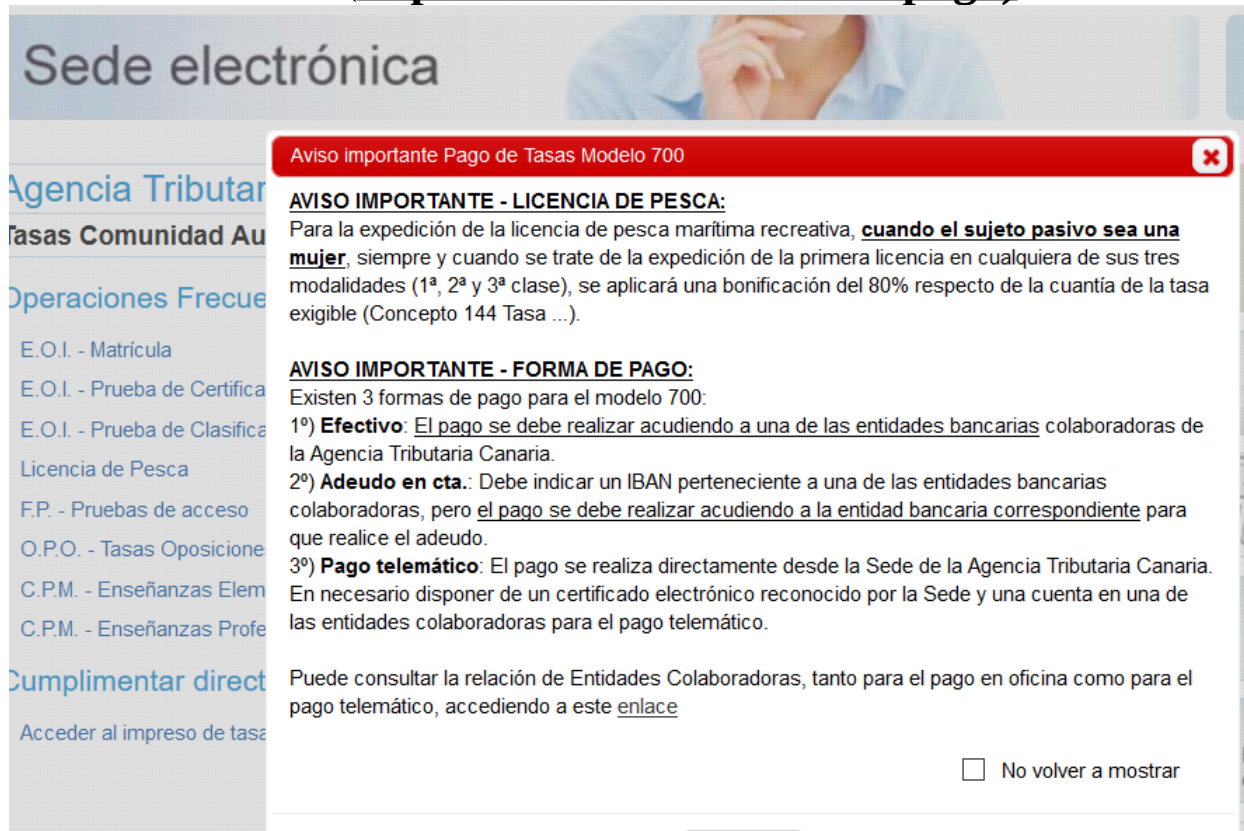 Sede electrónica
Aviso importante Pago de Tasas Modelo 700
Agencia Tributar
Tasas Comunidad Au
Operaciones Frecue
E.O.I. - Matrícula
E.O.I. - Prueba de Certifica
E.O.I. - Prueba de Clasifica
Licencia de Pesca
F.P. - Pruebas de acceso
O.P.O. - Tasas Oposicione
C.P.M. - Enseñanzas Elem
C.P.M. - Enseñanzas Profe
Cumplimentar direct
Acceder al impreso de tasa
AVISO IMPORTANTE - LICENCIA DE PESCA:
Para la expedición de la licencia de pesca marítima recreativa, cuando el sujeto pasivo sea una
mujer, siempre y cuando se trate de la expedición de la primera licencia en cualquiera de sus tres
modalidades (1ª, 2ª y 3ª clase), se aplicará una bonificación del 80% respecto de la cuantía de la tasa
exigible (Concepto 144 Tasa ...).
AVISO IMPORTANTE - FORMA DE PAGO:
Existen 3 formas de pago para el modelo 700:
1º) Efectivo: El pago se debe realizar acudiendo a una de las entidades bancarias colaboradoras de
la Agencia Tributaria Canaria.
2º) Adeudo en cta.: Debe indicar un IBAN perteneciente a una de las entidades bancarias
colaboradoras, pero el pago se debe realizar acudiendo a la entidad bancaria correspondiente para
que realice el adeudo.
3º) Pago telemático: El pago se realiza directamente desde la Sede de la Agencia Tributaria Canaria.
En necesario disponer de un certificado electrónico reconocido por la Sede y una cuenta en una de
las entidades colaboradoras para el pago telemático.
Puede consultar la relación de Entidades Colaboradoras, tanto para el pago en oficina como para el
pago telemático, accediendo a este enlace
No volver a mostrar